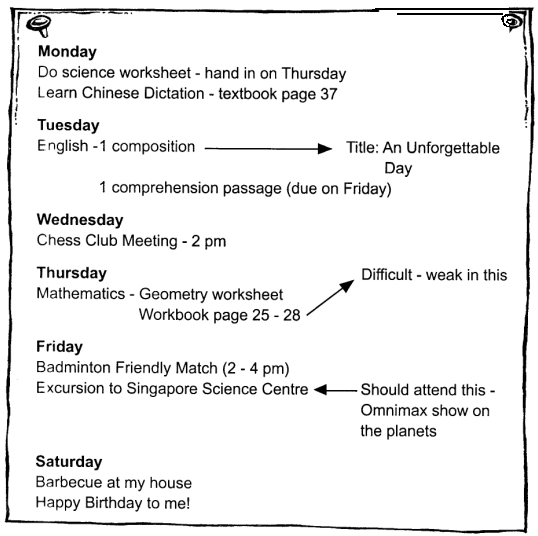 Monday
Do science worksheet - hand in on Thursday
Learn Chinese Dictation - textbook page 37
Tuesday
English -1 composition
Title: An Unforgettable
Day
1 comprehension passage (due on Friday)
Wednesday
Chess Club Meeting - 2 pm
Thursday
Difficult - weak in this
Mathematics - Geometry worksheet
Workbook page 25 - 28
Friday
Badminton Friendly Match (2 - 4 pm)
Excursion to Singapore Science Centre
Should attend this -
Omnimax show on
the planets
Saturday
Barbecue at my house
Happy Birthday to me!